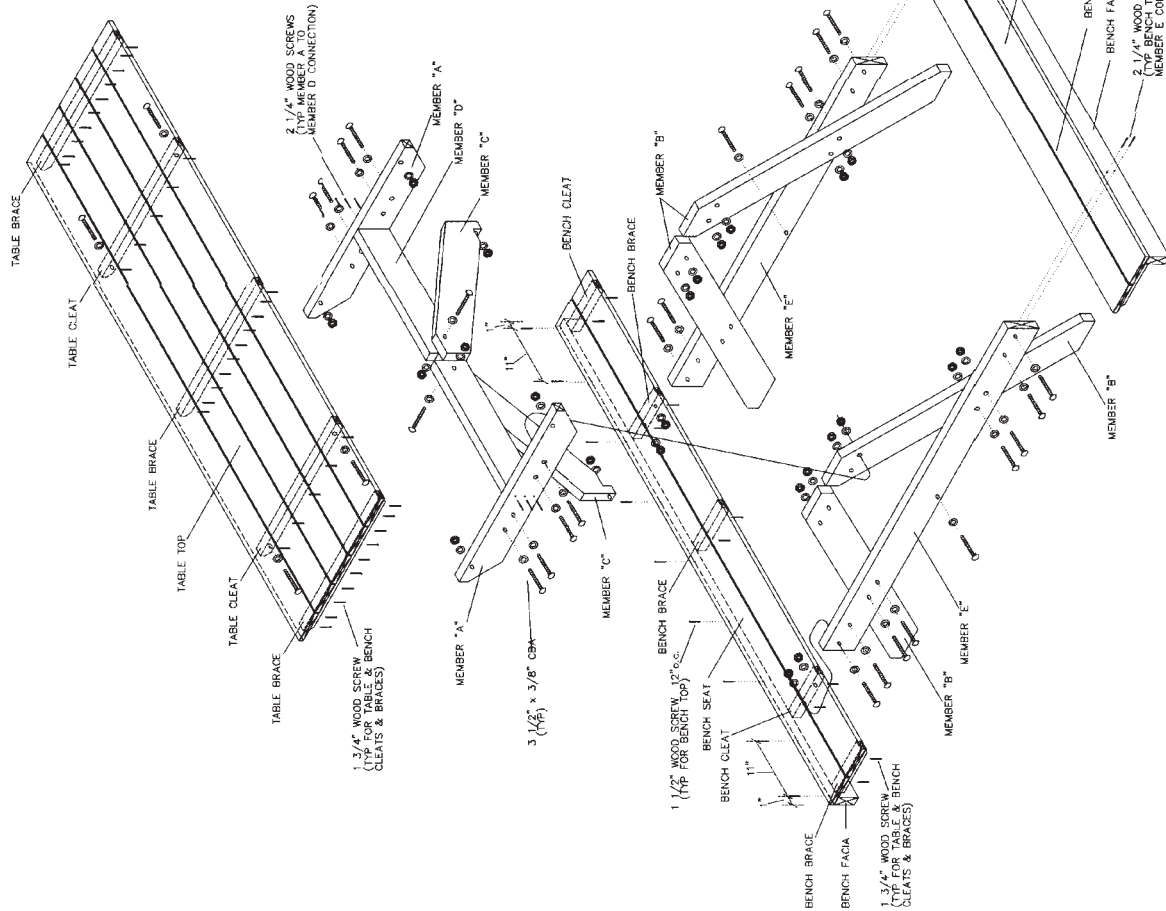 TABLE BRACE
TABLE CLEAT
TABLE BRACE
TABLE TOP
TABLE CLEAT
TABLE BRACE
1 3/4" WOOD SCREW
(TYP FOR TABLE & BENCH
CLEATS & BRACES)
2 1/4" WOOD SCREWS
(TYP MEMBER A TO
MEMBER D CONNECTION)
MEMBER "A"
MEMBER "D"
MEMBER "C"
MEMBER "A"
MEMBER "C"
3 1/2" x 3/8" CBA
(TYP)
BENCH CLEAT
BENCH BRACE
1"
11"
BENCH BRACE
1 1/2" WOOD SCREW 12"o.c.
(TYP FOR BENCH TOP)
BENCH SEAT
BENCH CLEAT
11"
1"
BENCH BRACE
BENCH FACIA
1 3/4" WOOD SCREW
(TYP FOR TABLE & BENCH
CLEATS & BRACES)
MEMBER "B"
MEMBER "E"
MEMBER "B"
MEMBER "E"
MEMBER "B"
BENCH FA
2 1/4" WOOD
(TYP BENCH T
MEMBER E CO